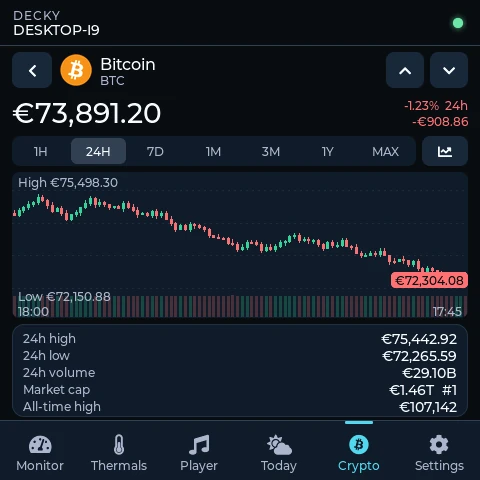 DECKY
DESKTOP-I9
Bitcoin
BTC
€73,891.20
-1.23% 24h
-€908.86
1H 24H 7D 1M 3M 1Y MAX
High €75,498.30
€72,304.08
Low €72,150.88
18:00 17:45
24h high €75,442.92
24h low €72,265.59
24h volume €29.10B
Market cap €1.46T #1
All-time high €107,142
Monitor Thermals Player Today Crypto Settings